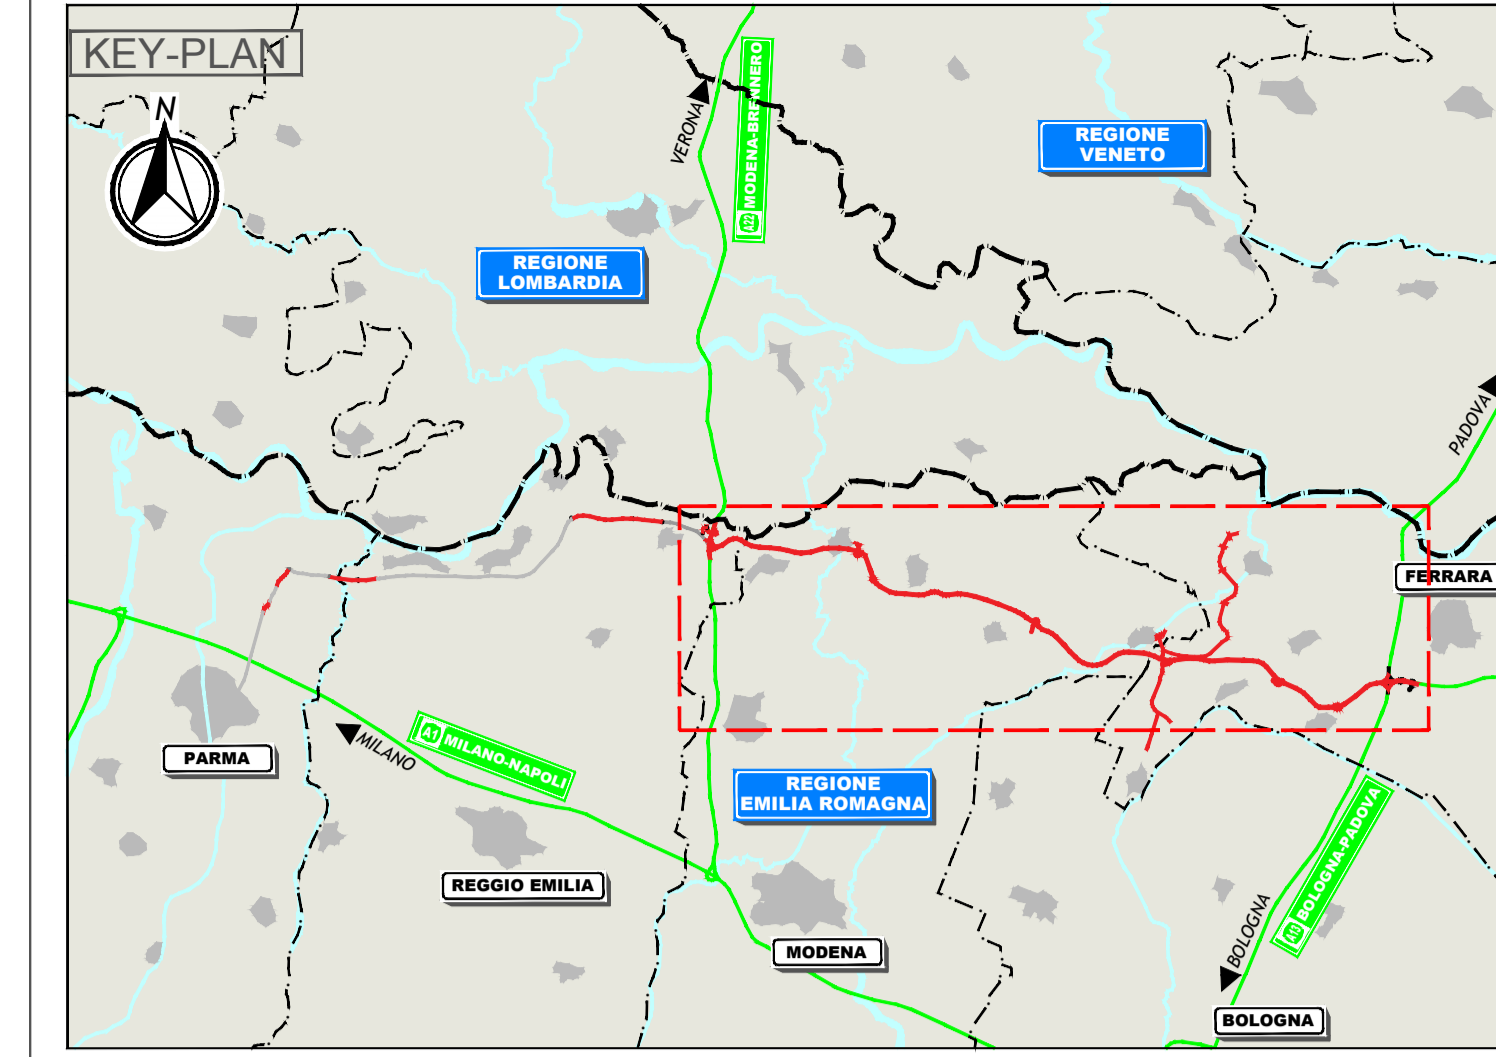 KEY-PLAN
N
VERONA
A22 MODENA-BRENNERO
REGIONE
VENETO
REGIONE
LOMBARDIA
PADOVA
FERRARA
PARMA
MILANO
A1 MILANO-NAPOLI
REGIONE
EMILIA ROMAGNA
REGGIO EMILIA
MODENA
A13 BOLOGNA-PADOVA
BOLOGNA
BOLOGNA